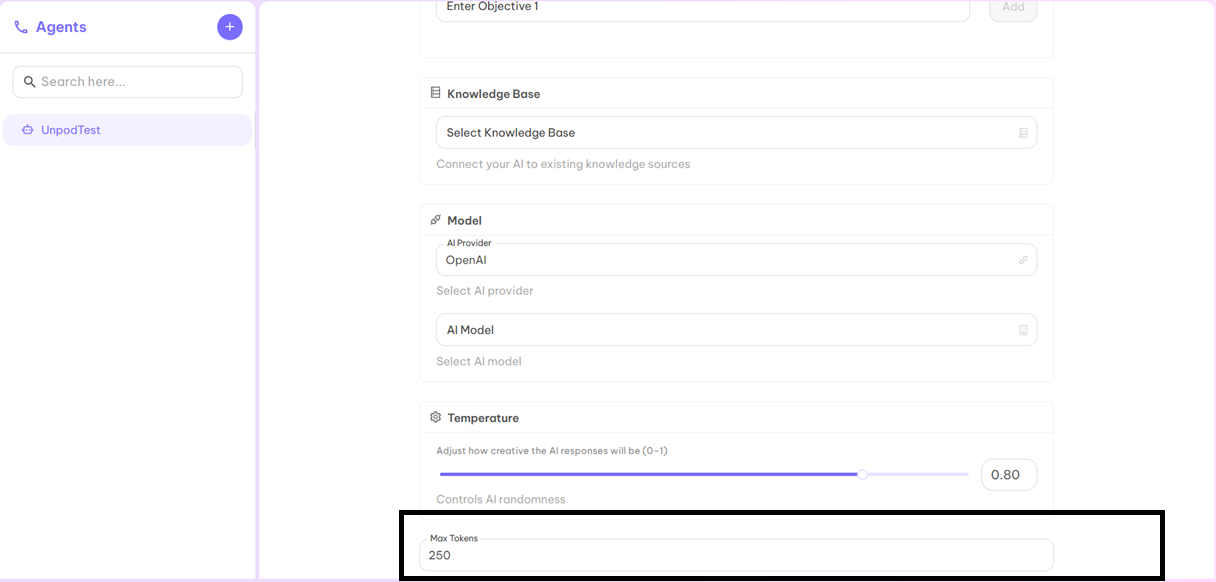 Agents
+
Search here...
UnpodTest
Enter Objective 1
Add
Knowledge Base
Select Knowledge Base
Connect your AI to existing knowledge sources
Model
AI Provider
OpenAI
Select AI provider
AI Model
Select AI model
Temperature
Adjust how creative the AI responses will be (0-1)
0.80
Controls AI randomness
Max Tokens
250